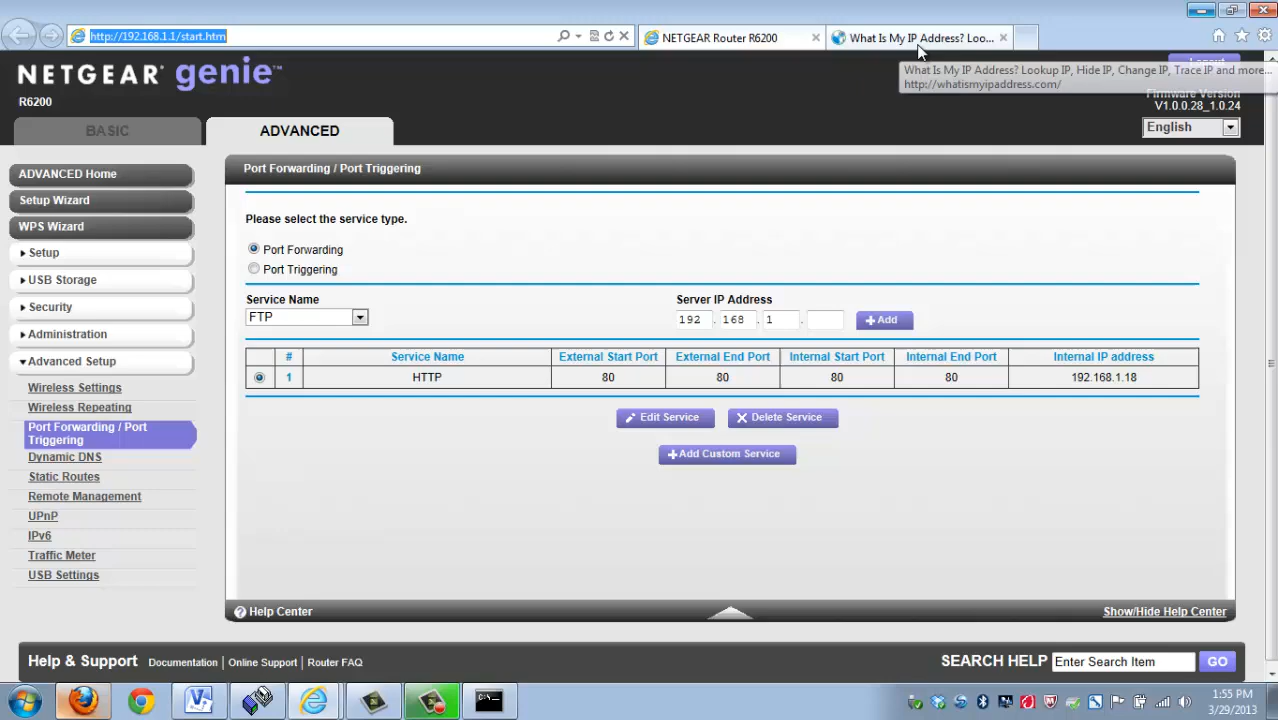 http://192.168.1.1/start.htm
NETGEAR Router R6200
What Is My IP Address? Loo...
What Is My IP Address? Lookup IP, Hide IP, Change IP, Trace IP and more...
http://whatismyipaddress.com/
NETGEAR genie™
R6200
Logout
Firmware Version
V1.0.0.28_1.0.24
BASIC
ADVANCED
English
ADVANCED Home
Setup Wizard
WPS Wizard
Setup
USB Storage
Security
Administration
Advanced Setup
Wireless Settings
Wireless Repeating
Port Forwarding / Port
Triggering
Dynamic DNS
Static Routes
Remote Management
UPnP
IPv6
Traffic Meter
USB Settings
Port Forwarding / Port Triggering
Please select the service type.
Port Forwarding
Port Triggering
Service Name
Server IP Address
FTP
192 . 168 . 1 .
Add
# Service Name External Start Port External End Port Internal Start Port Internal End Port Internal IP address
1 HTTP 80 80 80 80 192.168.1.18
Edit Service
Delete Service
Add Custom Service
Help Center
Show/Hide Help Center
Help & Support Documentation | Online Support | Router FAQ
SEARCH HELP Enter Search Item GO
1:55 PM
3/29/2013